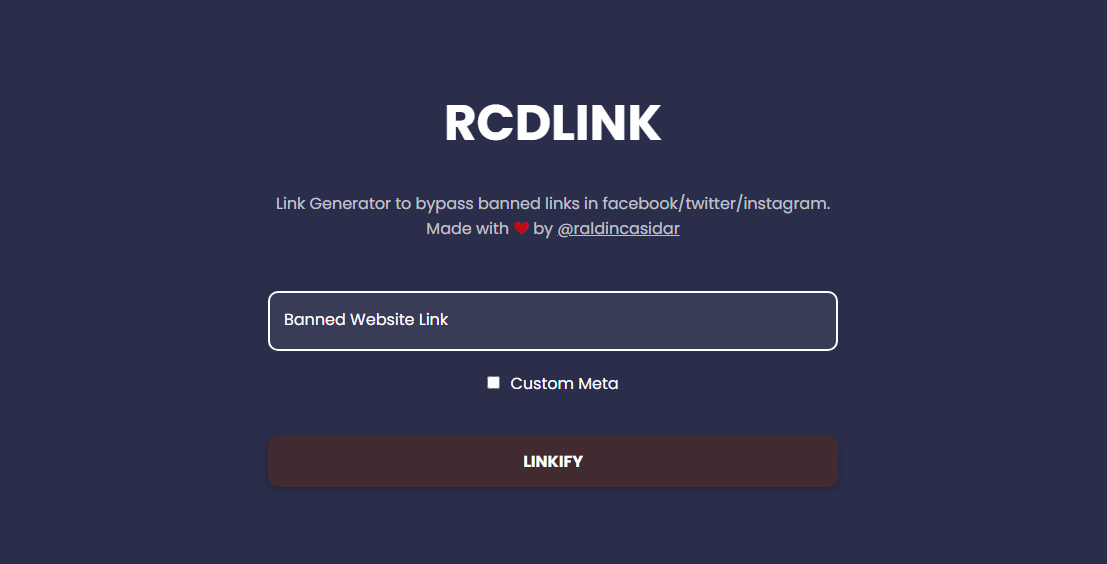 RCDLINK
Link Generator to bypass banned links in facebook/twitter/instagram.
Made with ❤ by @raldincasidar
Banned Website Link
Custom Meta
LINKIFY